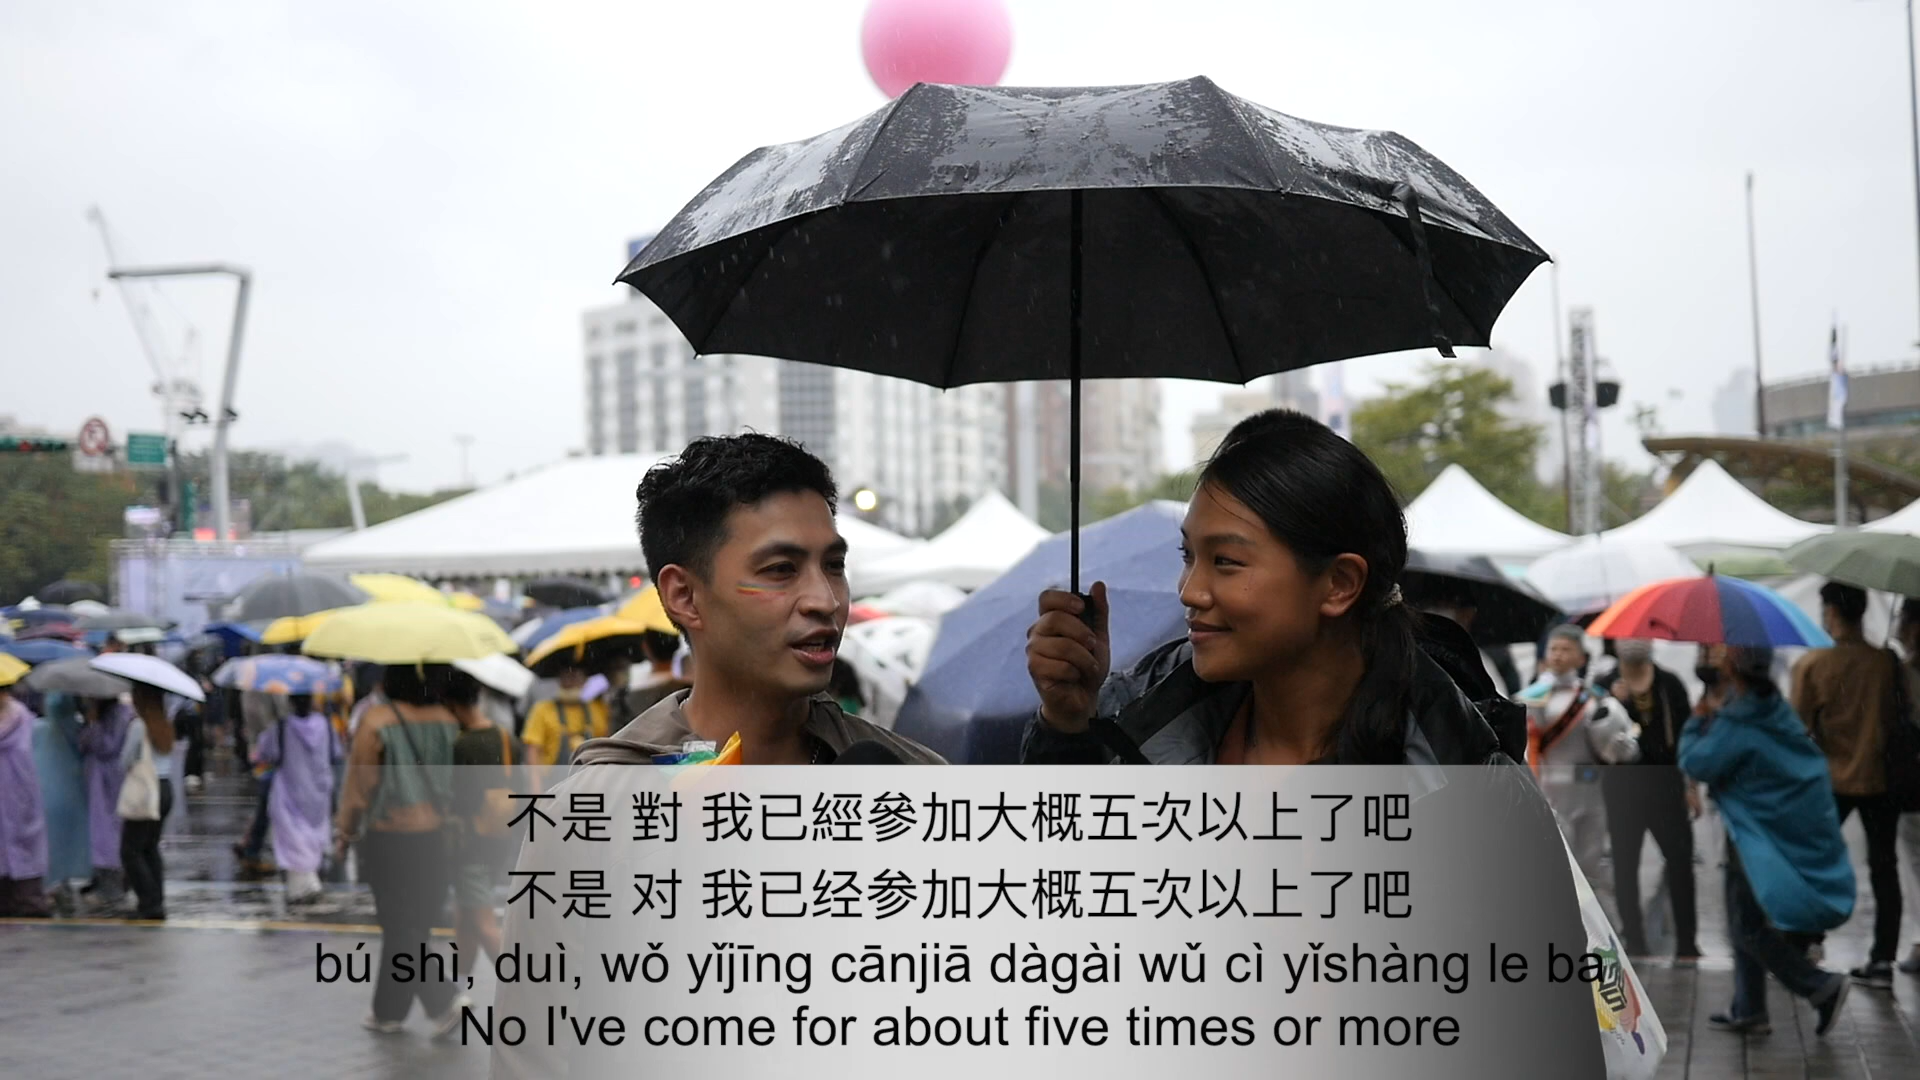 不是 對 我已經參加大概五次以上了吧
不是 对 我已经参加大概五次以上了吧
bú shì, duì, wǒ yǐjīng cānjiā dàgài wǔ cì yǐshàng le ba
No I've come for about five times or more